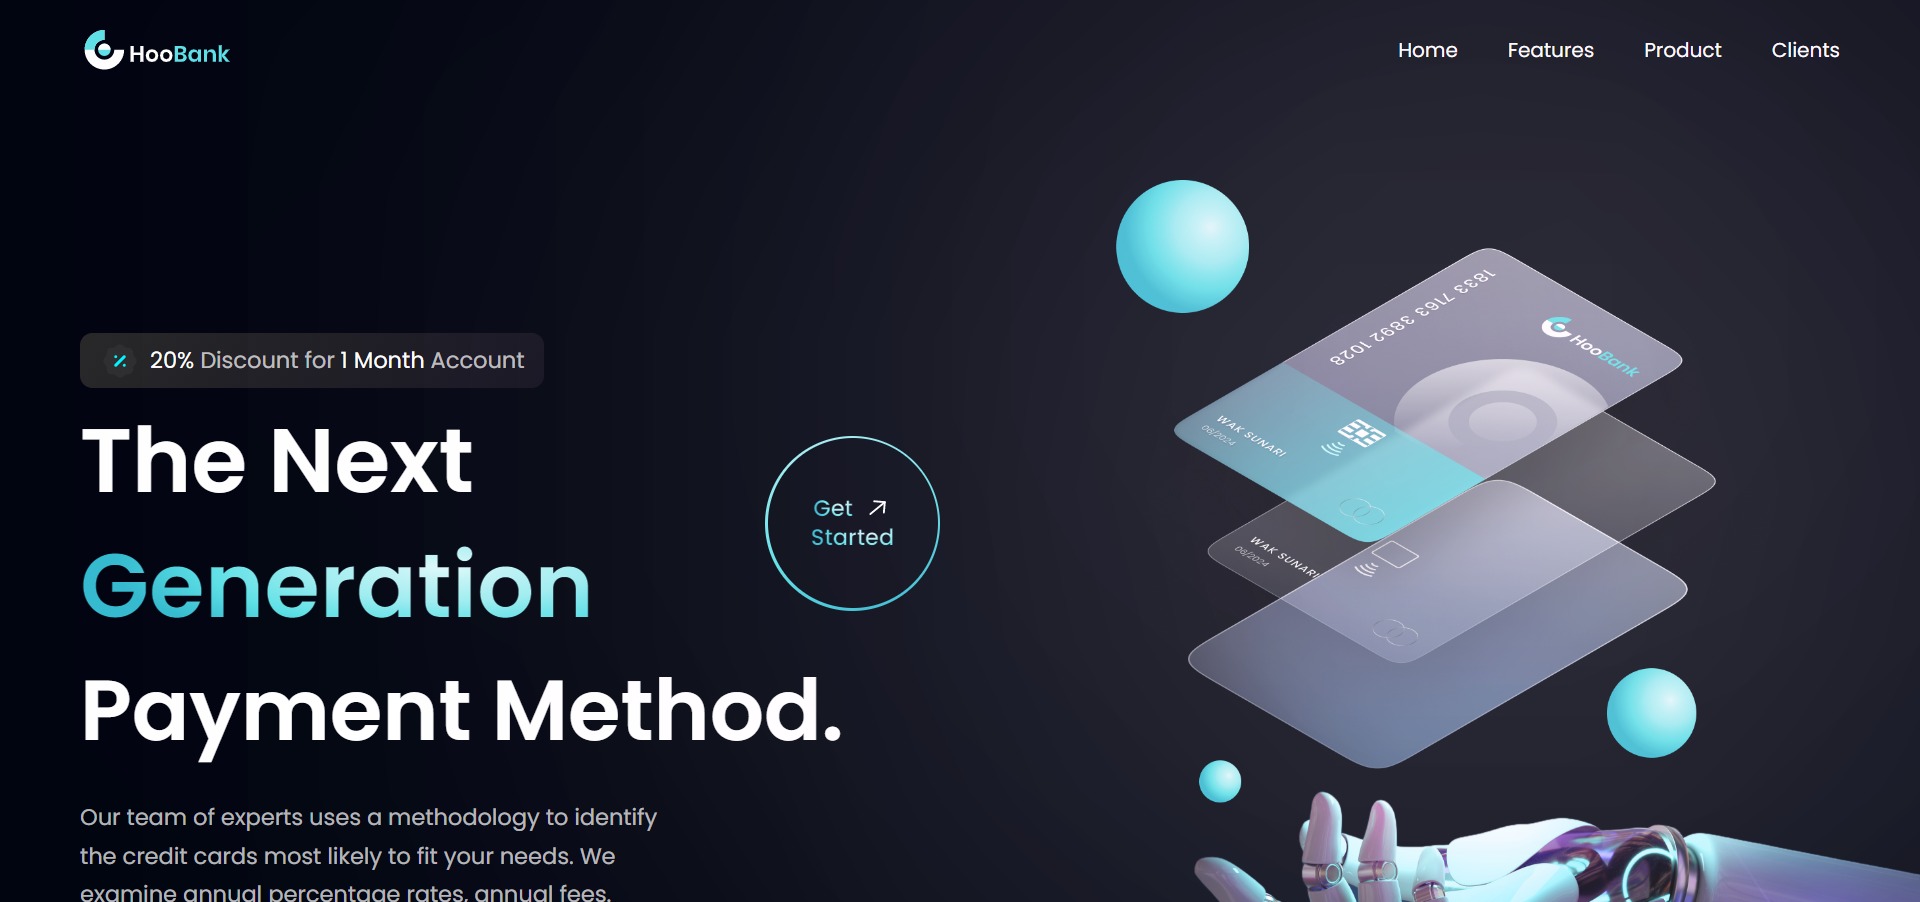 HooBank
Home
Features
Product
Clients
20% Discount for 1 Month Account
The Next
Generation
Payment Method.
Get
Started
Our team of experts uses a methodology to identify
the credit cards most likely to fit your needs. We
examine annual percentage rates, annual fees.
1833 7163 3892 1028
HooBank
WAK SUNARI
08/2024
WAK SUNARI
08/2024